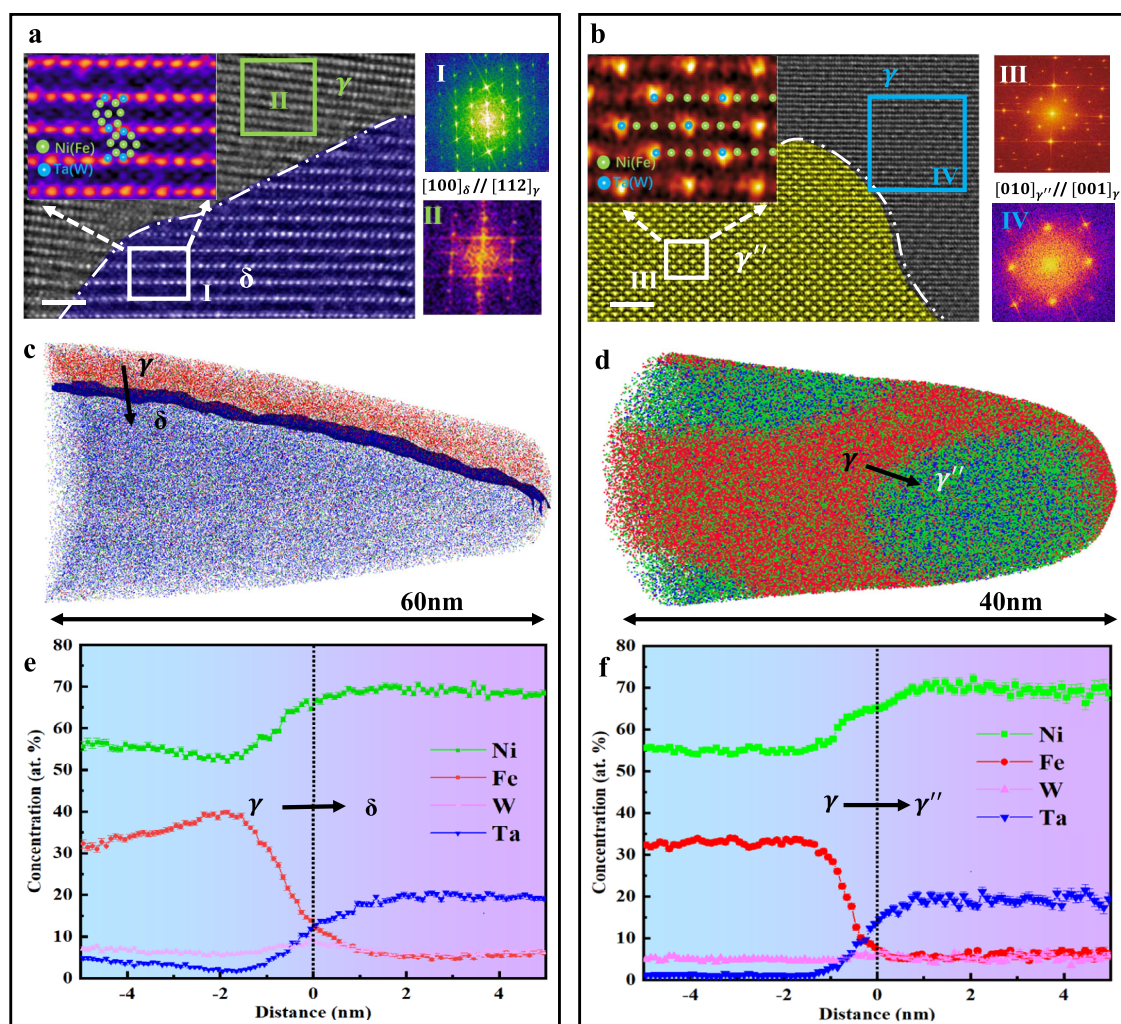 a
II
γ
Ni(Fe)
Ta(W)
I
δ
I
[100]δ // [112]γ
II
b
γ
Ni(Fe)
Ta(W)
IV
III
γ''
III
[010]γ''// [001]γ
IV
c
γ
δ
60nm
d
γ
γ''
40nm
e
80
70
60
50
40
30
20
10
0
Concentration (at. %)
Ni
Fe
W
Ta
γ
δ
-4
-2
0
2
4
Distance (nm)
f
80
70
60
50
40
30
20
10
0
Concentration (at. %)
Ni
Fe
W
Ta
γ
γ''
-4
-2
0
2
4
Distance (nm)